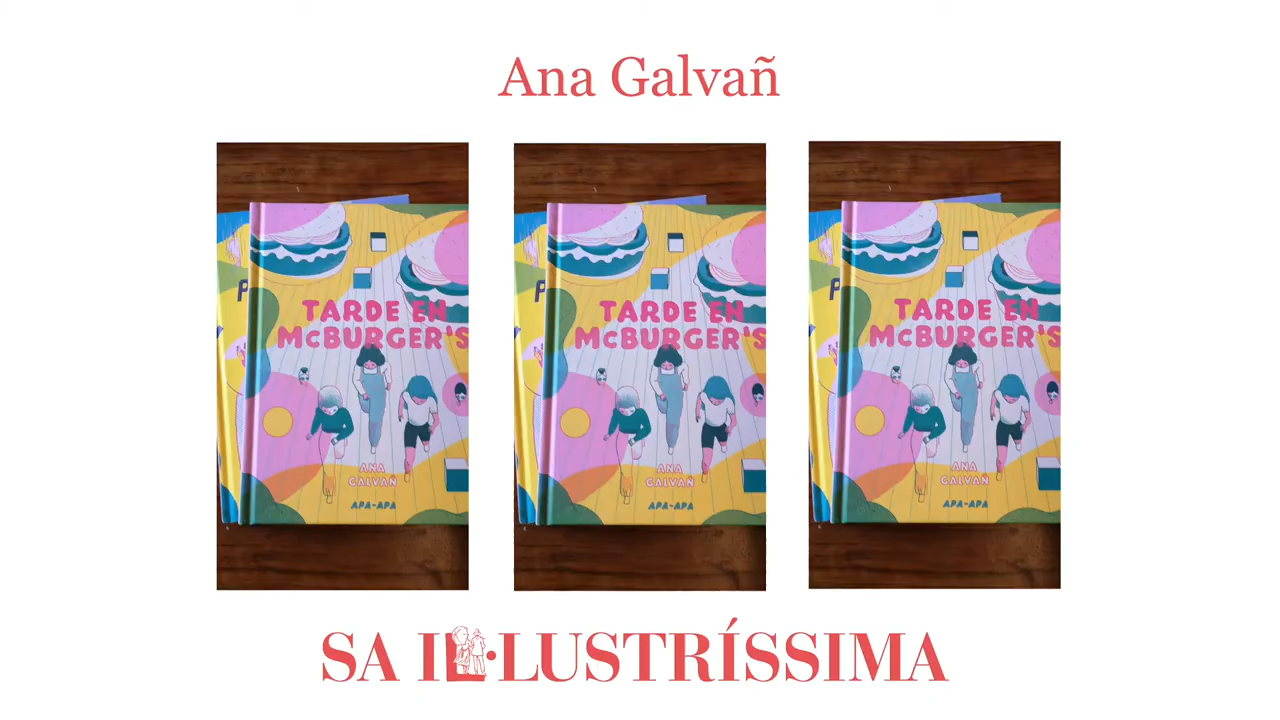 Ana Galvañ
TARDE EN
McBURGER'S
ANA
GALVAÑ
APA-APA
P
TARDE EN
McBURGER'S
ANA
GALVAÑ
APA-APA
P
TARDE EN
McBURGER'S
ANA
GALVAÑ
APA-APA
P
SA IL·LUSTRÍSSIMA